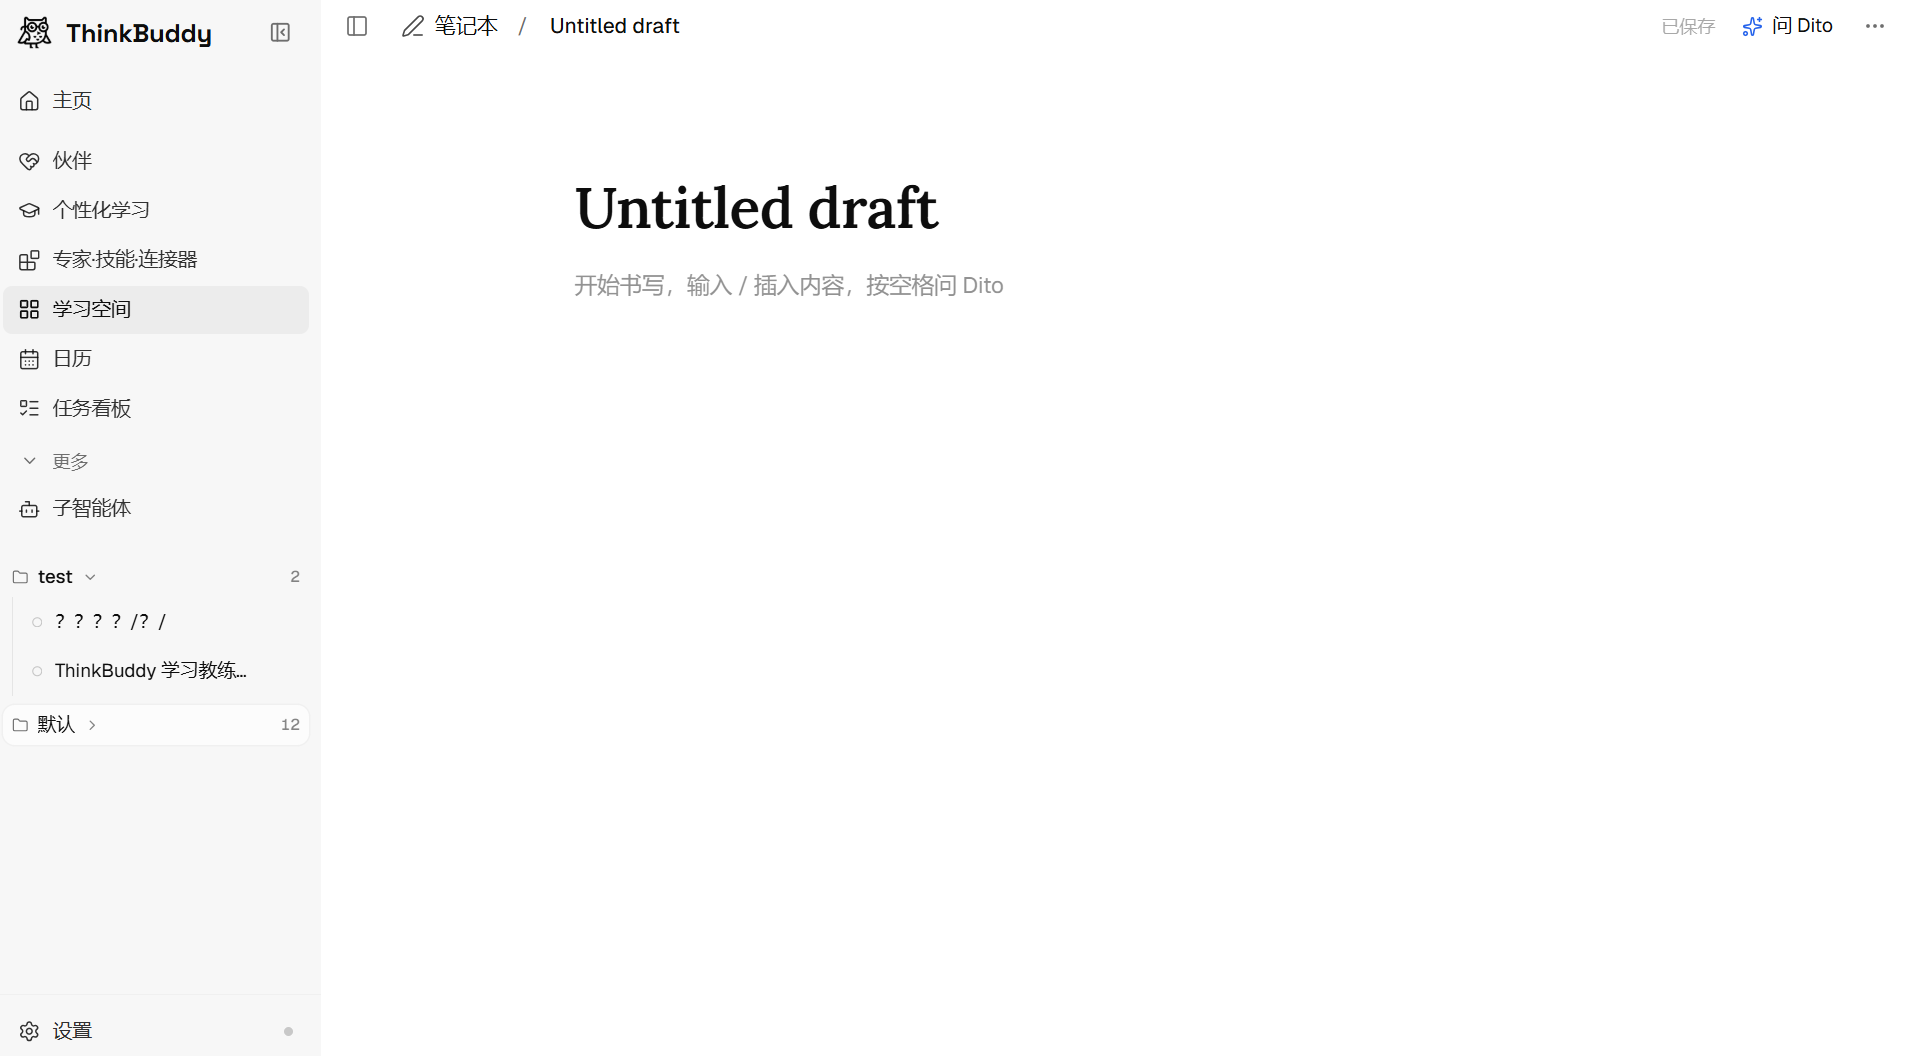 ThinkBuddy
主页
伙伴
个性化学习
专家·技能·连接器
学习空间
日历
任务看板
更多
子智能体
test 2
？？？？/？/
ThinkBuddy 学习教练...
默认 12
设置
笔记本 / Untitled draft
已保存 问 Dito
Untitled draft
开始书写，输入 / 插入内容，按空格问 Dito